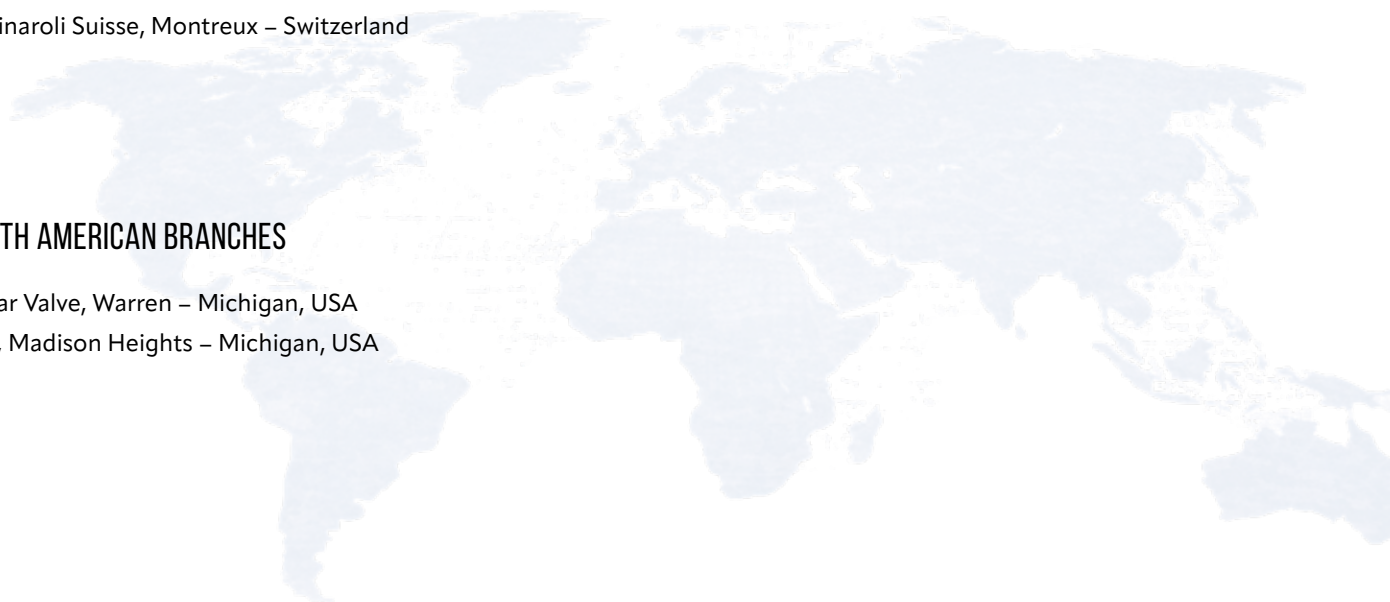 inaroli Suisse, Montreux – Switzerland
TH AMERICAN BRANCHES
ar Valve, Warren – Michigan, USA
, Madison Heights – Michigan, USA